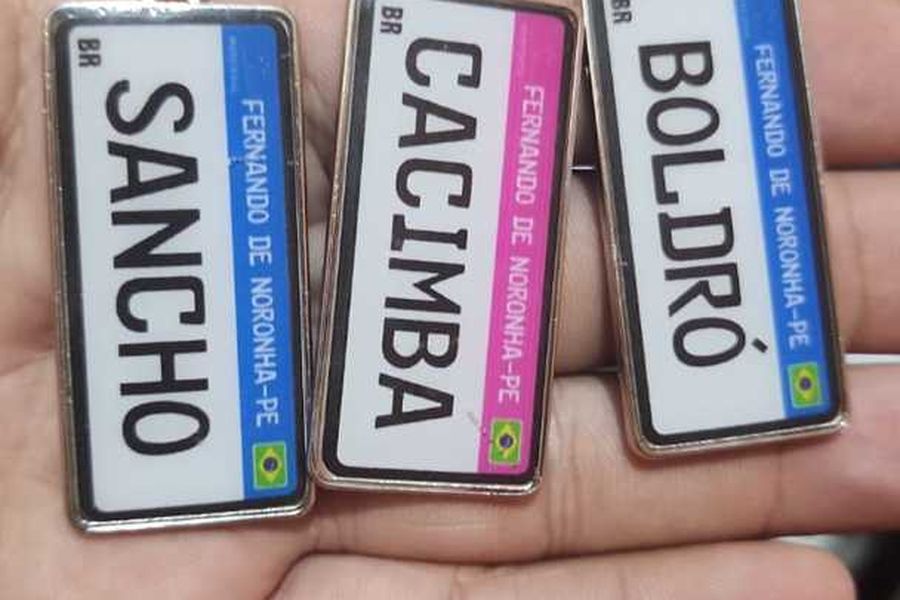 FERNANDO DE NORONHA-PE
BR
SANCHO
FERNANDO DE NORONHA-PE
BR
CACIMBA
FERNANDO DE NORONHA-PE
BR
BOLDRÓ